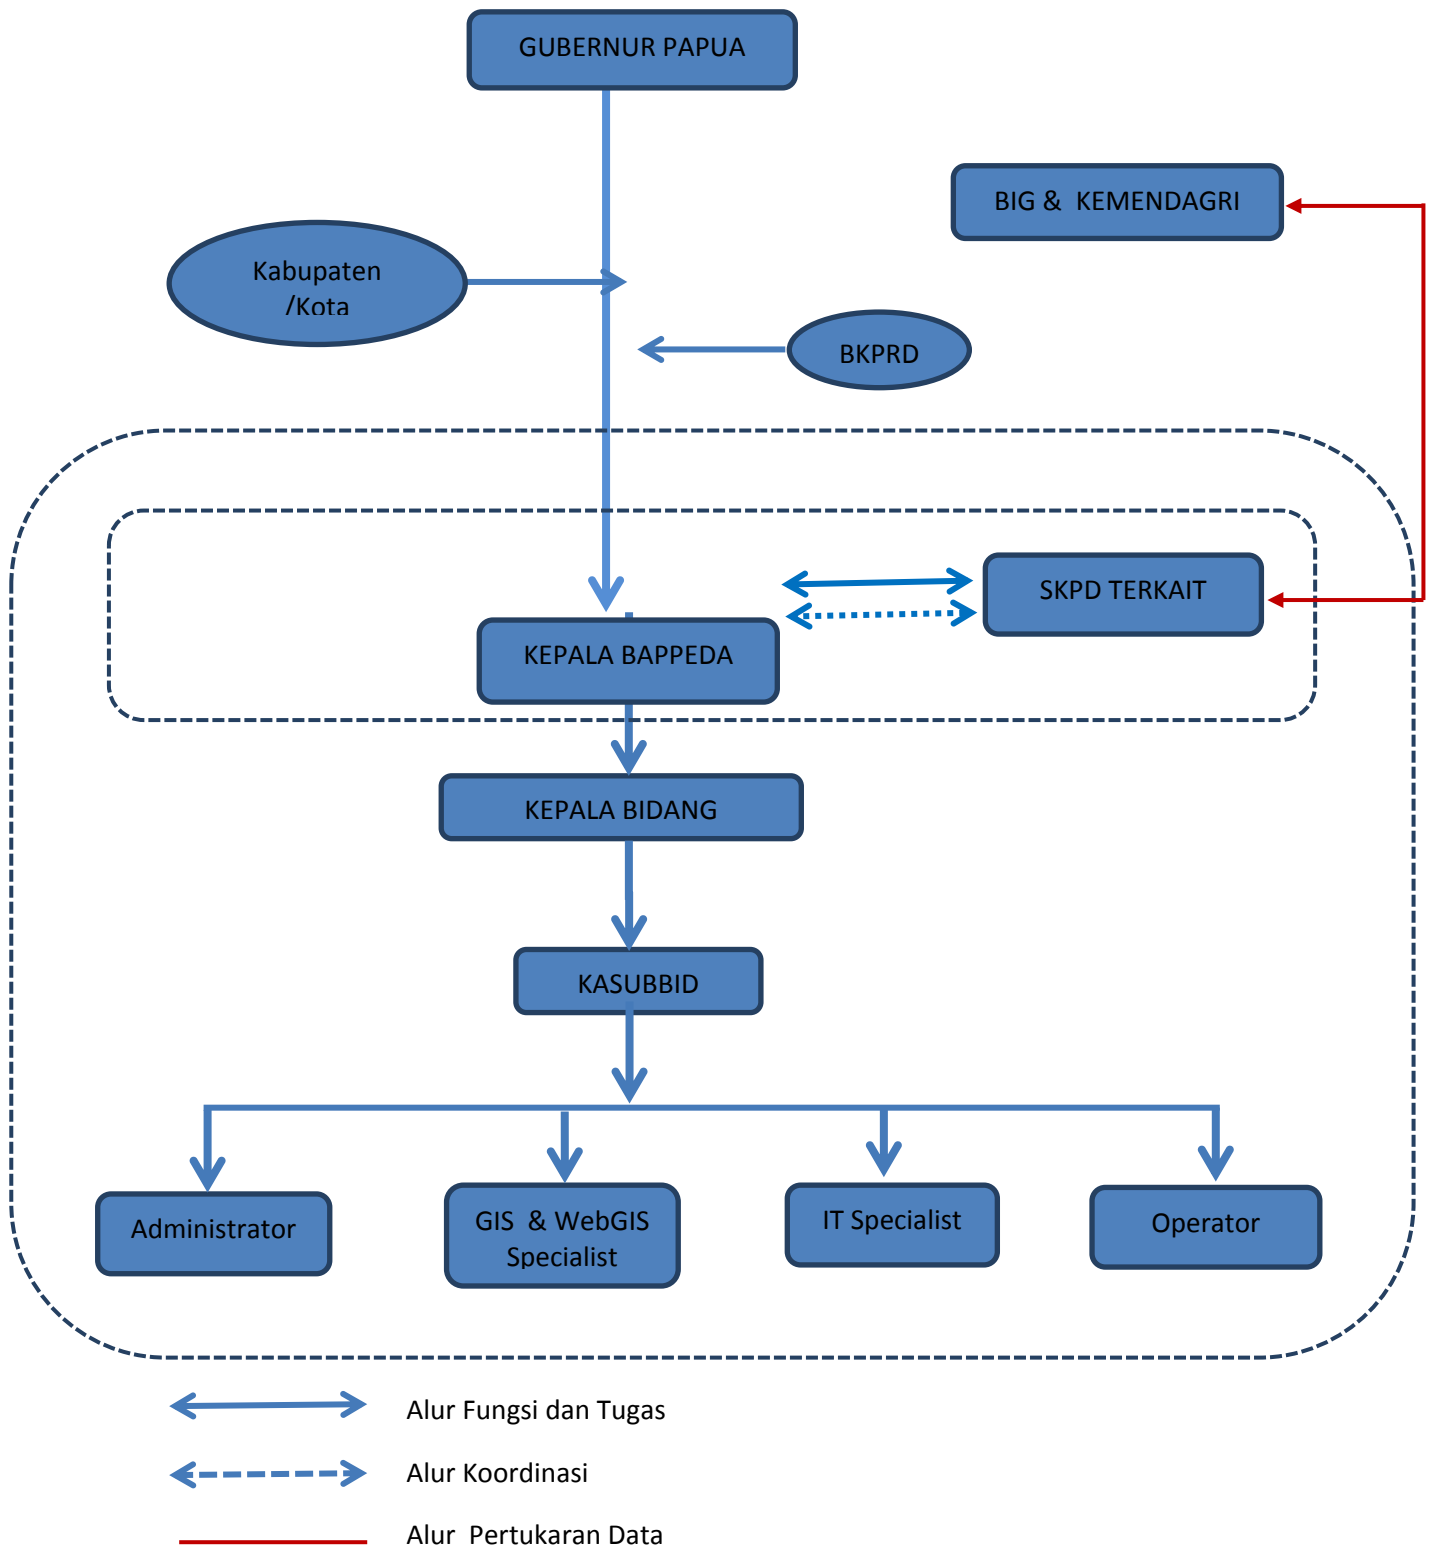 GUBERNUR PAPUA
BIG &  KEMENDAGRI
Kabupaten
/Kota
BKPRD
SKPD TERKAIT
KEPALA BAPPEDA
KEPALA BIDANG
KASUBBID
Administrator
GIS  & WebGIS
Specialist
IT Specialist
Operator
Alur Fungsi dan Tugas
Alur Koordinasi
Alur  Pertukaran Data